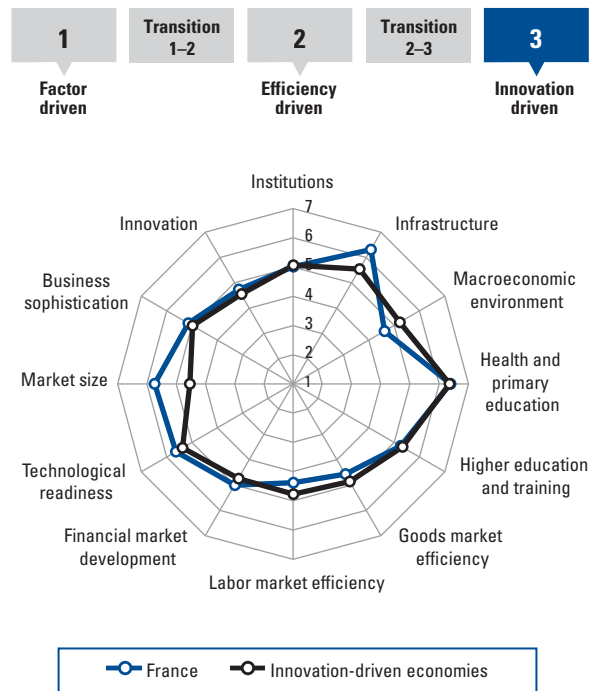 1
Transition
1–2
2
Transition
2–3
3
Factor
driven
Efficiency
driven
Innovation
driven
Institutions
Infrastructure
Macroeconomic
environment
Health and
primary
education
Higher education
and training
Goods market
efficiency
Labor market efficiency
Financial market
development
Technological
readiness
Market size
Business
sophistication
Innovation
7
6
5
4
3
2
1
France
Innovation-driven economies